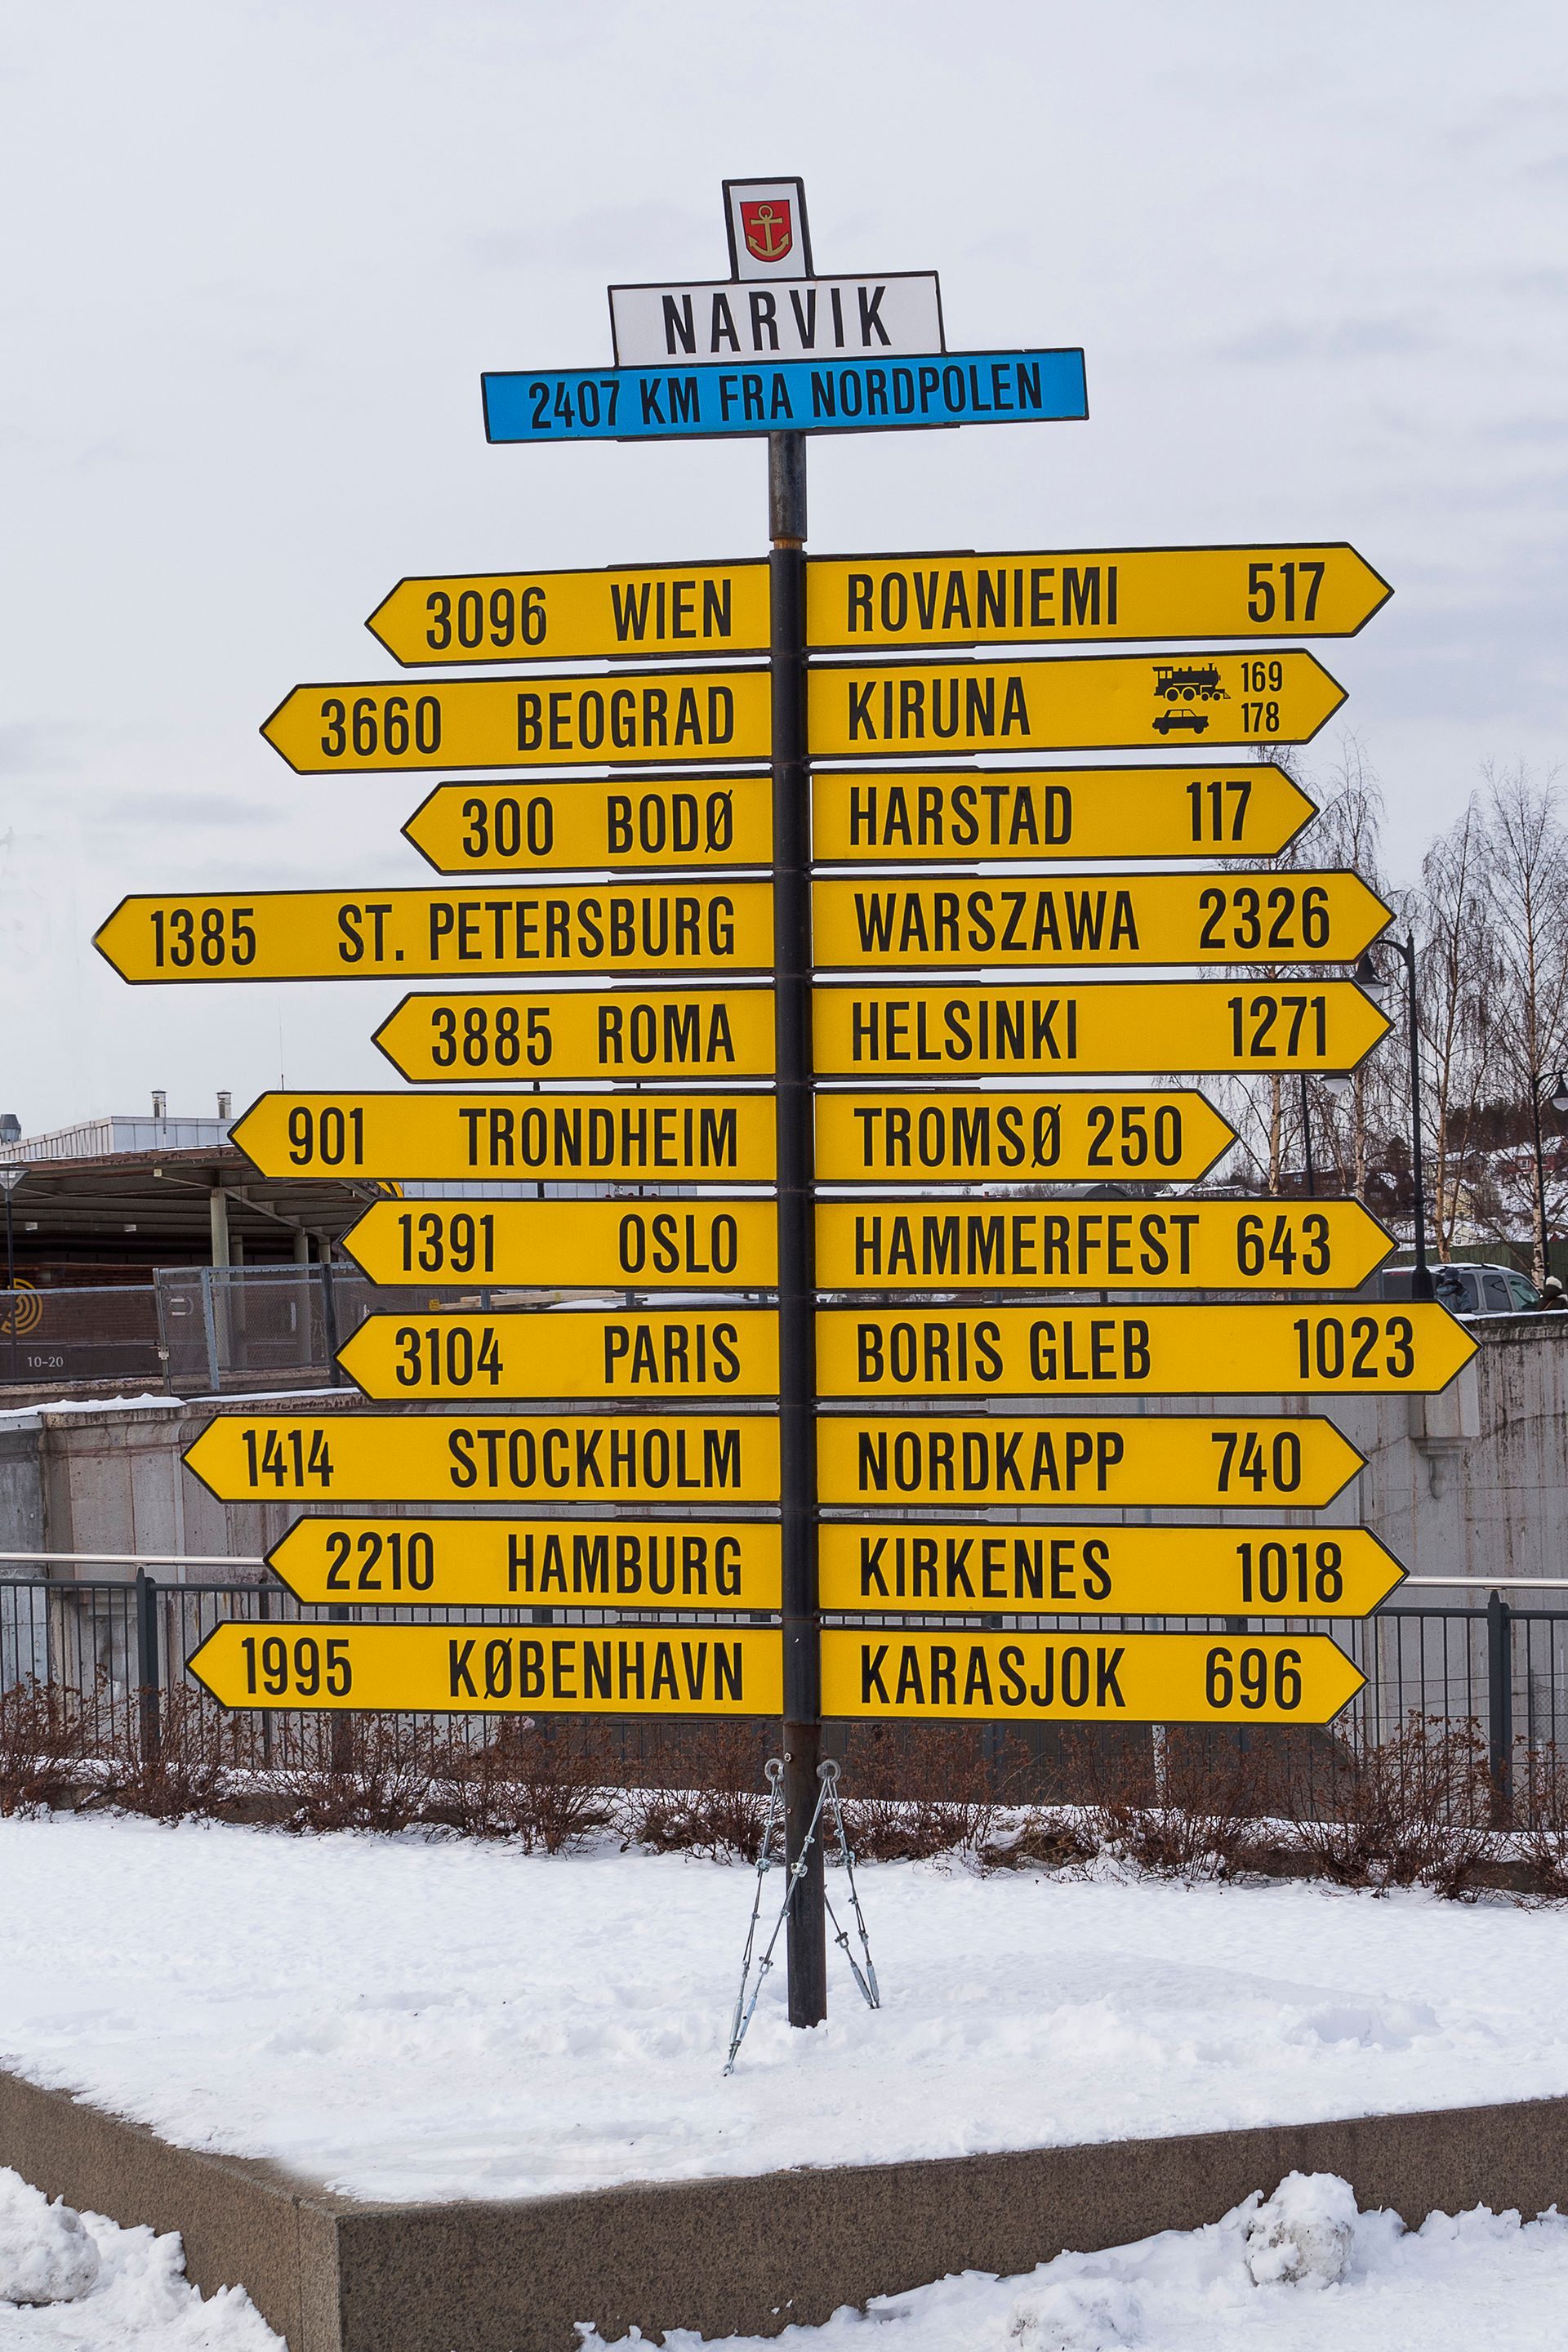 NARVIK
2407 KM FRA NORDPOLEN
3096 WIEN
ROVANIEMI 517
3660 BEOGRAD
KIRUNA 169
178
300 BODØ
HARSTAD 117
1385 ST. PETERSBURG
WARSZAWA 2326
3885 ROMA
HELSINKI 1271
901 TRONDHEIM
TROMSØ 250
1391 OSLO
HAMMERFEST 643
3104 PARIS
BORIS GLEB 1023
1414 STOCKHOLM
NORDKAPP 740
2210 HAMBURG
KIRKENES 1018
1995 KØBENHAVN
KARASJOK 696
10-20